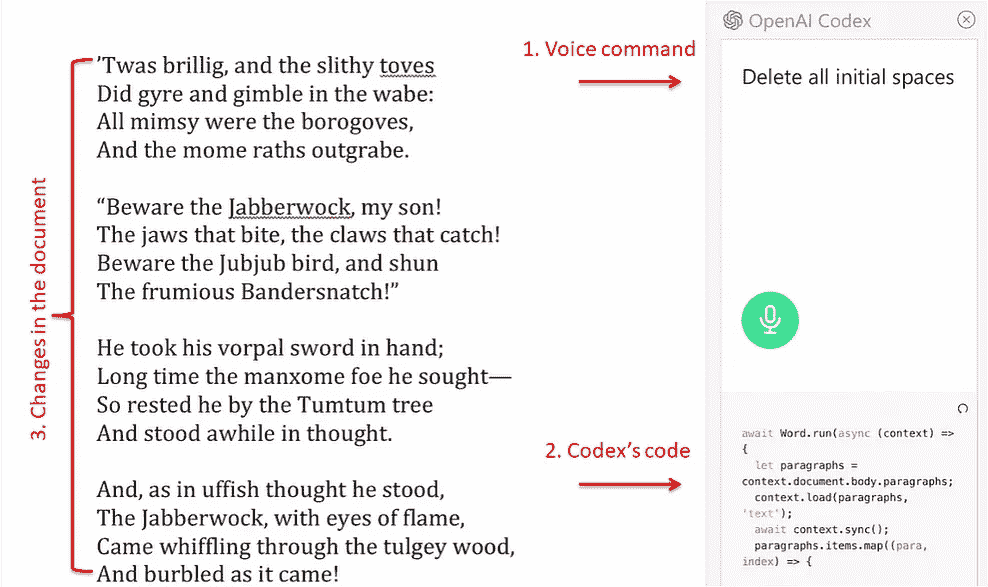 3. Changes in the document
’Twas brillig, and the slithy toves
Did gyre and gimble in the wabe:
All mimsy were the borogoves,
And the mome raths outgrabe.
“Beware the Jabberwock, my son!
The jaws that bite, the claws that catch!
Beware the Jubjub bird, and shun
The frumious Bandersnatch!”
He took his vorpal sword in hand;
Long time the manxome foe he sought—
So rested he by the Tumtum tree
And stood awhile in thought.
And, as in uffish thought he stood,
The Jabberwock, with eyes of flame,
Came whiffling through the tulgey wood,
And burbled as it came!
1. Voice command
2. Codex’s code
OpenAI Codex
Delete all initial spaces
await Word.run(async (context) =>
{
let paragraphs =
context.document.body.paragraphs;
context.load(paragraphs,
'text');
await context.sync();
paragraphs.items.map((para,
index) => {